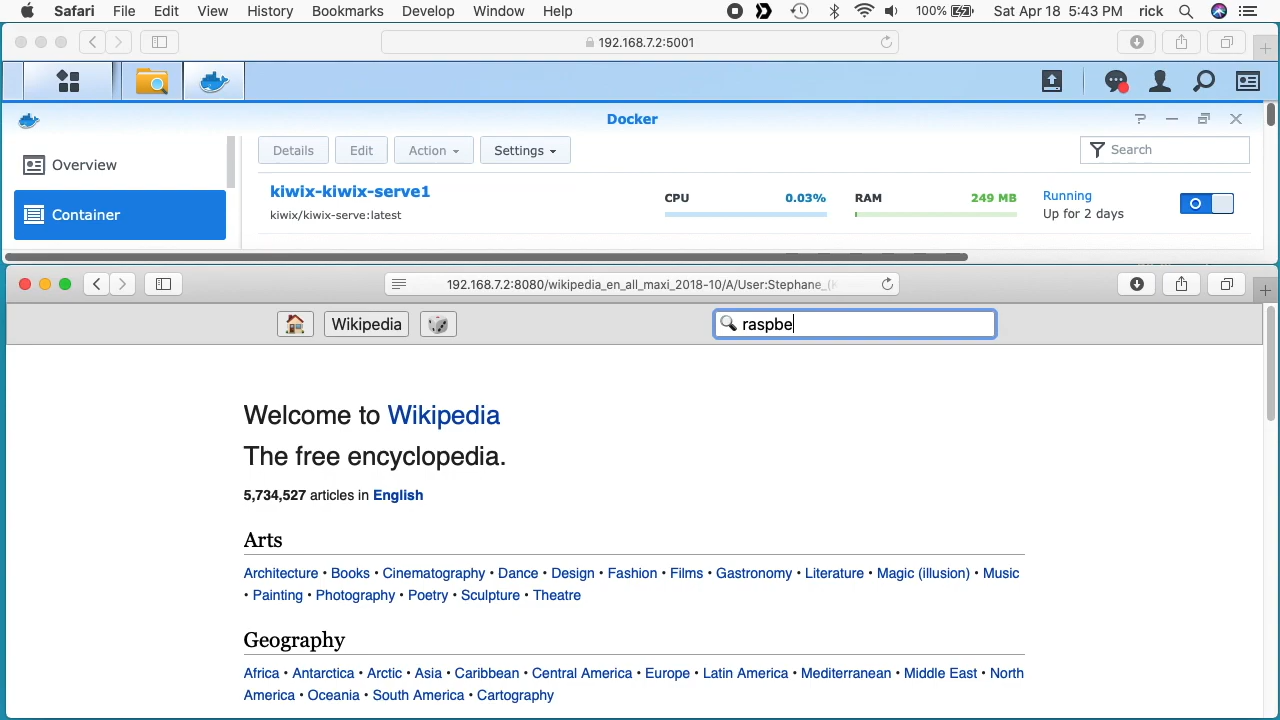 Safari File Edit View History Bookmarks Develop Window Help 100% Sat Apr 18 5:43 PM rick
192.168.7.2:5001
Docker
Overview
Container
Details Edit Action Settings Search
kiwix-kiwix-serve1
kiwix/kiwix-serve:latest
CPU 0.03% RAM 249 MB
Running
Up for 2 days
192.168.7.2:8080/wikipedia_en_all_maxi_2018-10/A/User:Stephane_(
Wikipedia raspbe
Welcome to Wikipedia
The free encyclopedia.
5,734,527 articles in English
Arts
Architecture • Books • Cinematography • Dance • Design • Fashion • Films • Gastronomy • Literature • Magic (illusion) • Music
• Painting • Photography • Poetry • Sculpture • Theatre
Geography
Africa • Antarctica • Arctic • Asia • Caribbean • Central America • Europe • Latin America • Mediterranean • Middle East • North
America • Oceania • South America • Cartography